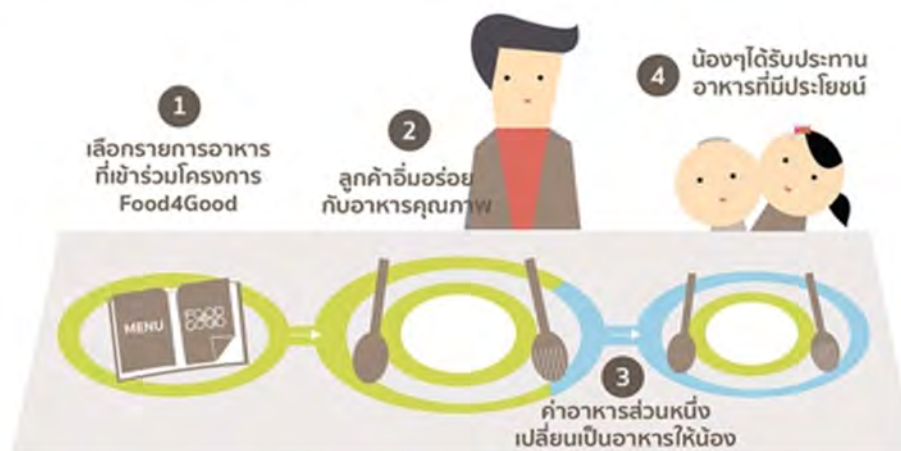 1
เลือกรายการอาหาร
ที่เข้าร่วมโครงการ
Food4Good
2
ลูกค้าอิ่มอร่อย
กับอาหารคุณภาพ
MENU
FOOD
4
GOOD
3
ค่าอาหารส่วนหนึ่ง
เปลี่ยนเป็นอาหารให้น้อง
4
น้องๆได้รับประทาน
อาหารที่มีประโยชน์